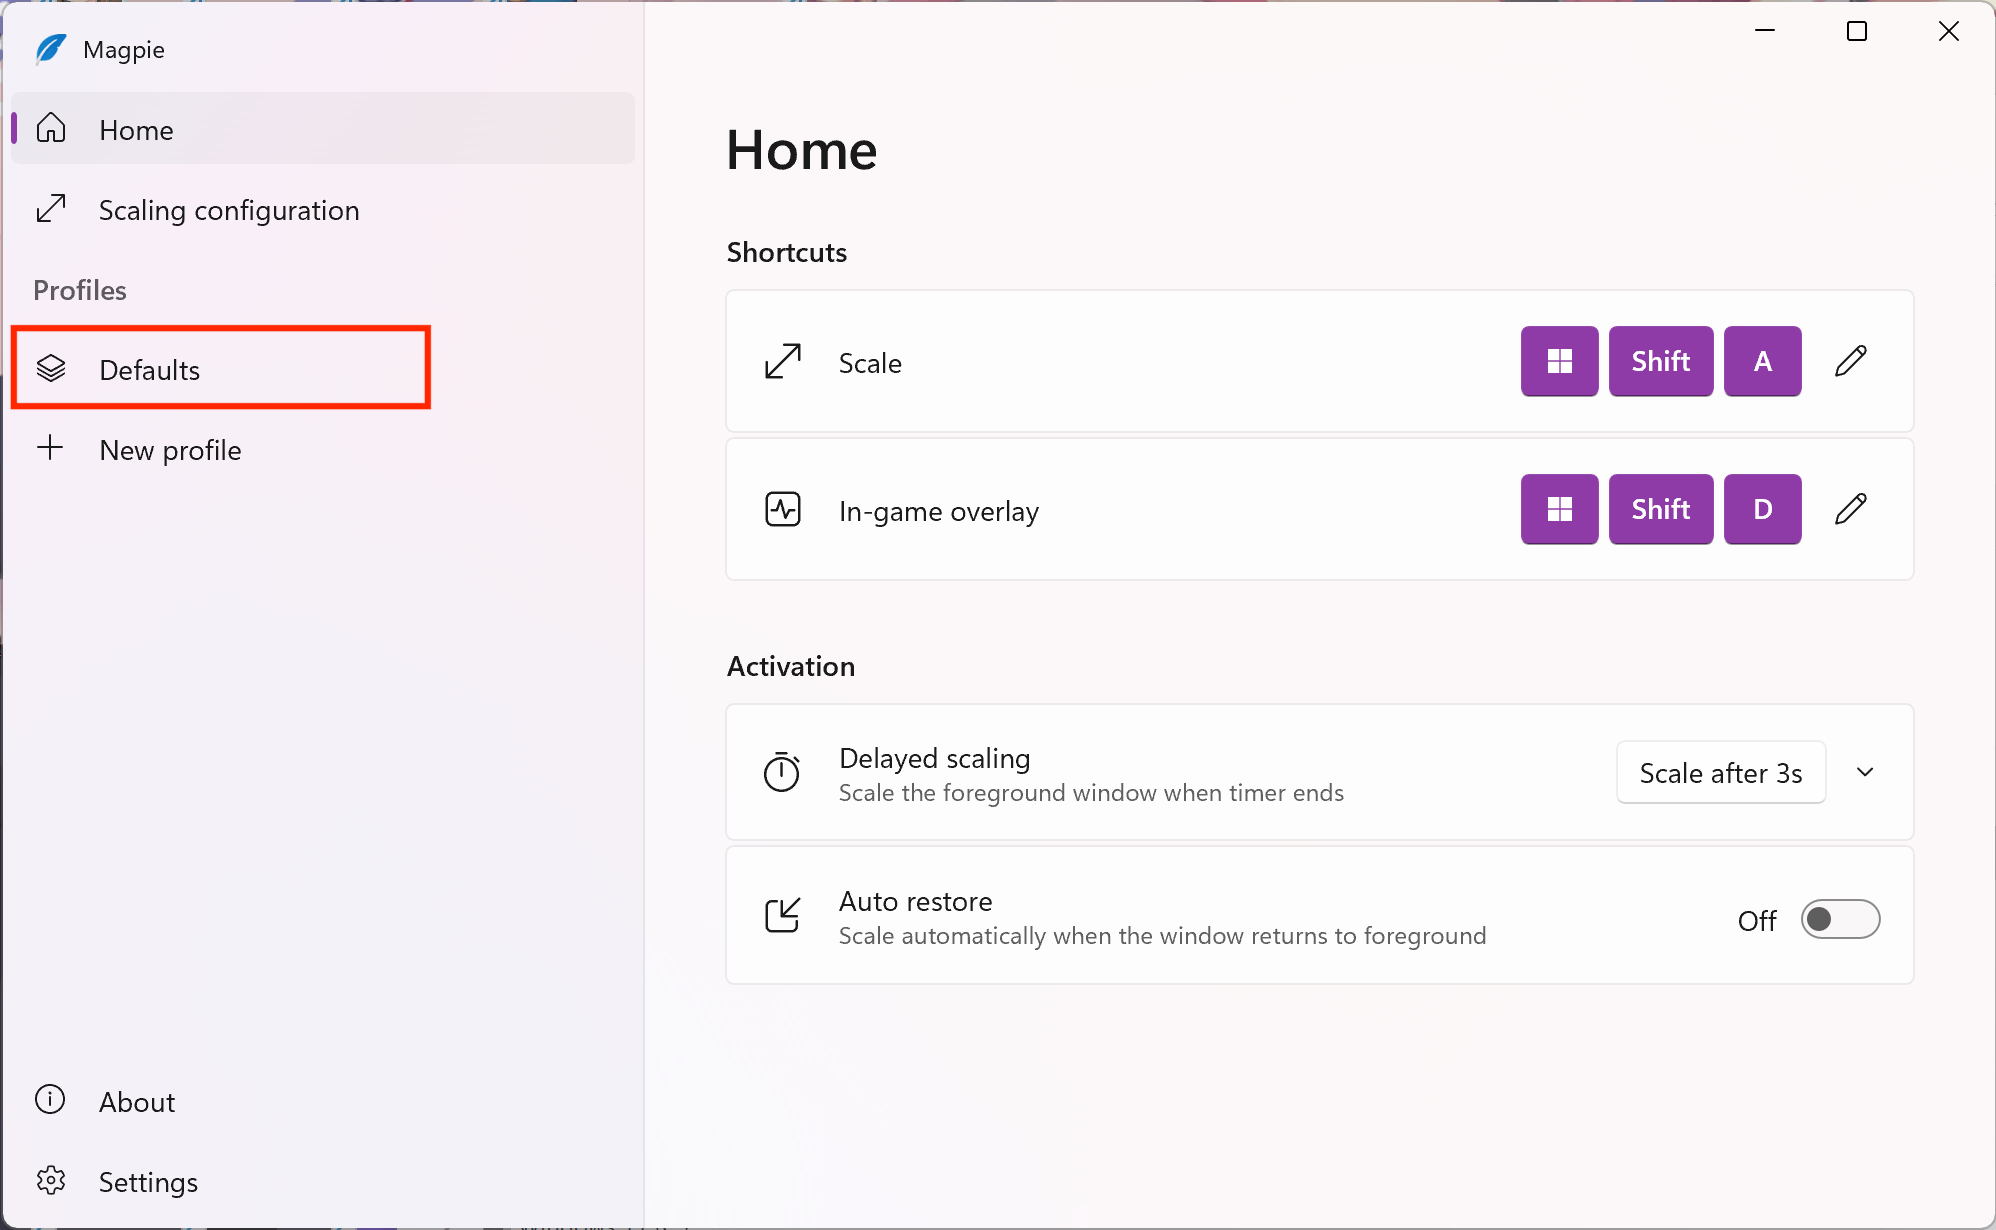 Magpie
Home
Scaling configuration
Profiles
Defaults
New profile
About
Settings
Home
Shortcuts
Scale
Shift
A
In-game overlay
Shift
D
Activation
Delayed scaling
Scale the foreground window when timer ends
Scale after 3s
Auto restore
Scale automatically when the window returns to foreground
Off